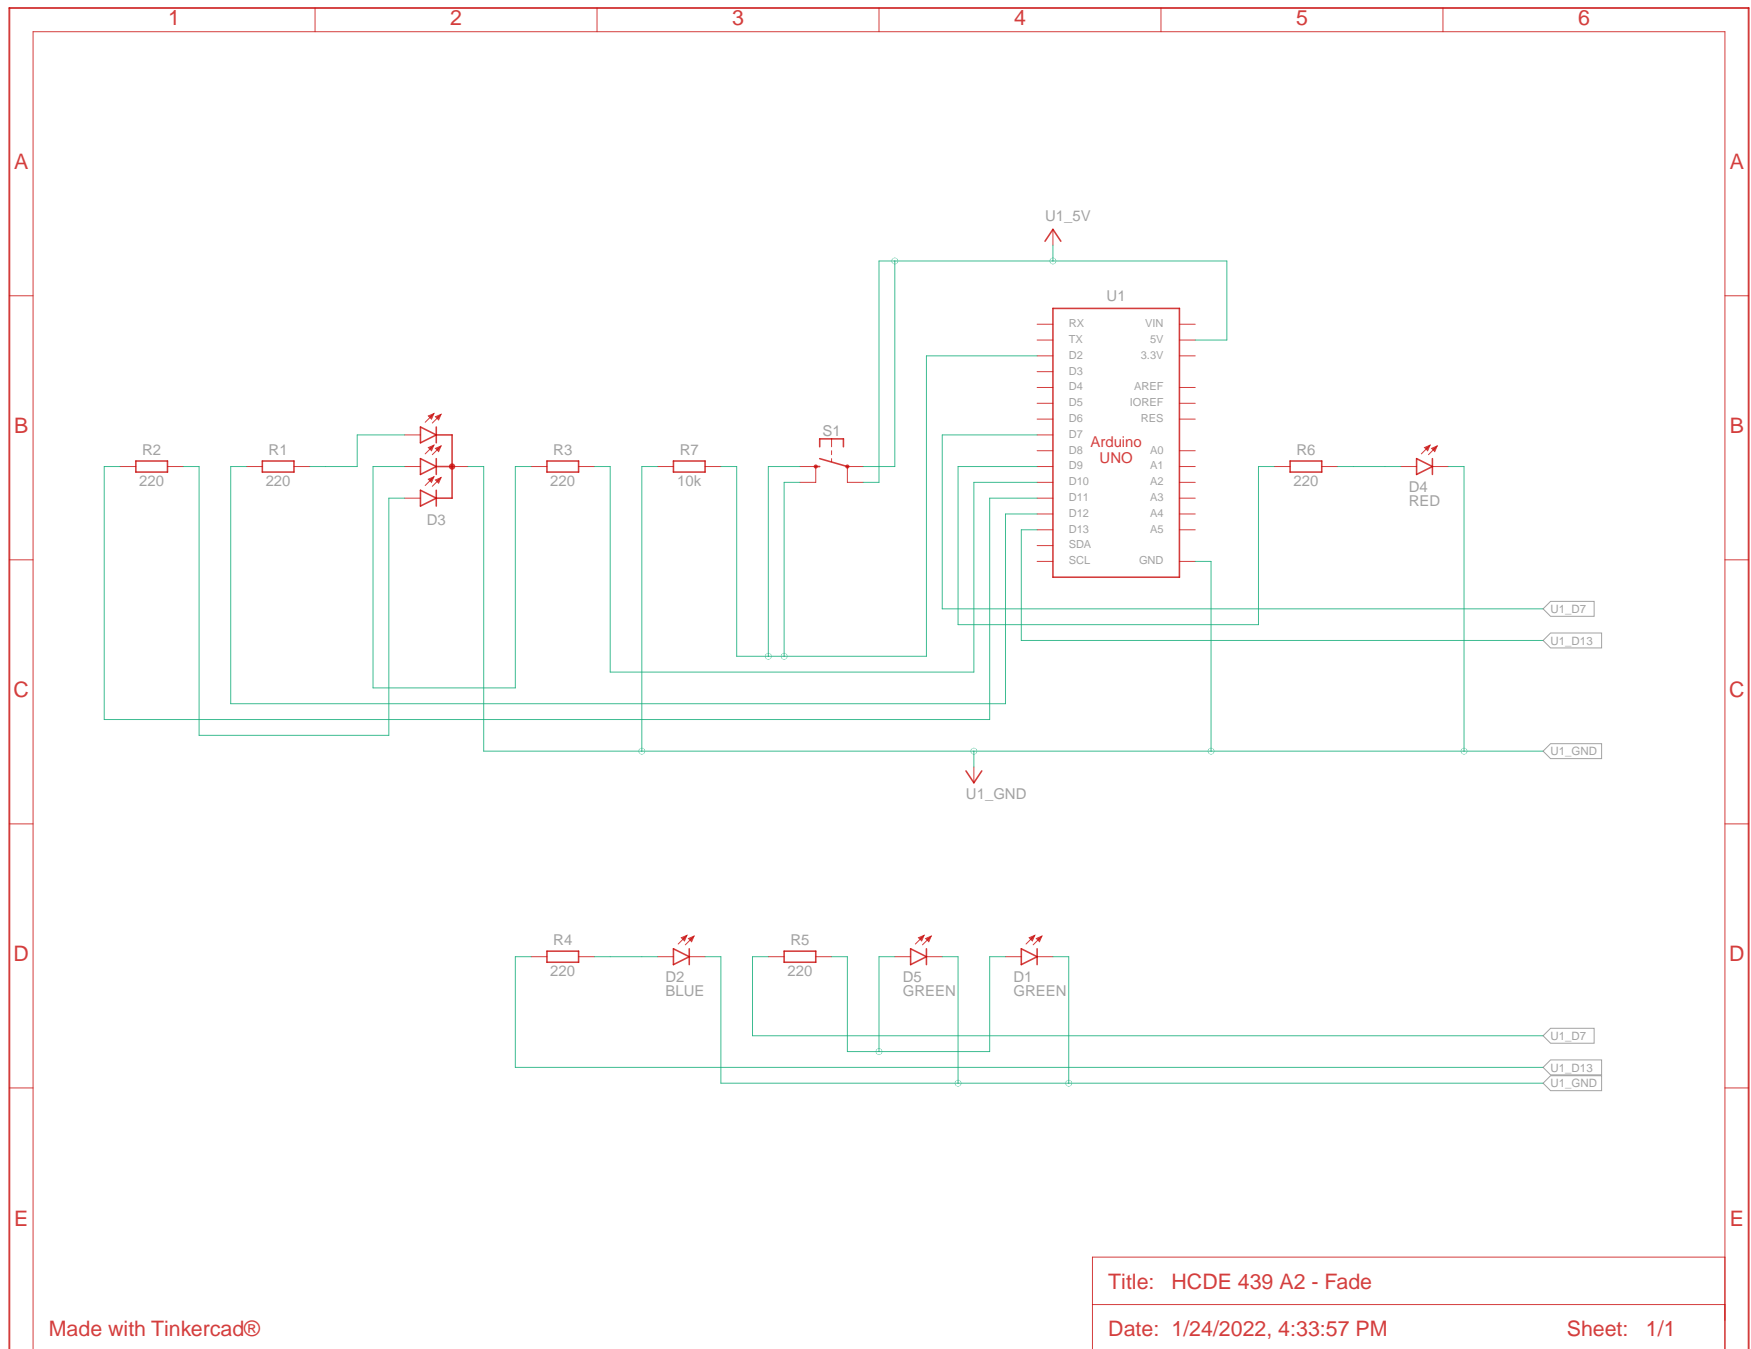 1 2 3 4 5 6
A A
U1_5V
U1
RX VIN
TX 5V
D2 3.3V
D3
D4 AREF
D5 IOREF
D6 RES
D7
Arduino
UNO
D8 A0
D9 A1
D10 A2
D11 A3
D12 A4
D13 A5
SDA
SCL GND
B B
R2
220
R1
220
D3
R3
220
R7
10k
S1
R6
220
D4
RED
U1_D7
U1_D13
C C
U1_GND
U1_GND
D D
R4
220
D2
BLUE
R5
220
D5
GREEN
D1
GREEN
U1_D7
U1_D13
U1_GND
E E
Title: HCDE 439 A2 - Fade
Made with Tinkercad®
Date: 1/24/2022, 4:33:57 PM Sheet: 1/1